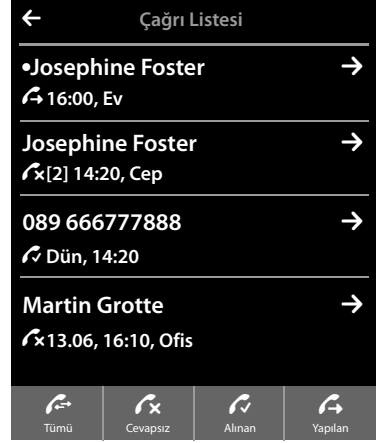 Çağrı Listesi
•Josephine Foster
16:00, Ev
Josephine Foster
[2] 14:20, Cep
089 666777888
Dün, 14:20
Martin Grotte
13.06, 16:10, Ofis
Tümü Cevapsız Alınan Yapılan